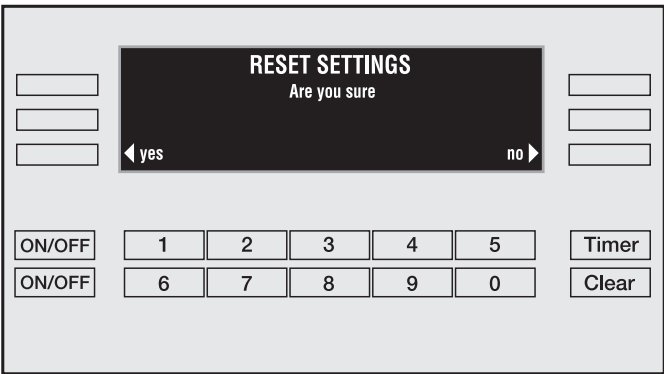 RESET SETTINGS
Are you sure
yes no
ON/OFF 1 2 3 4 5 Timer
ON/OFF 6 7 8 9 0 Clear